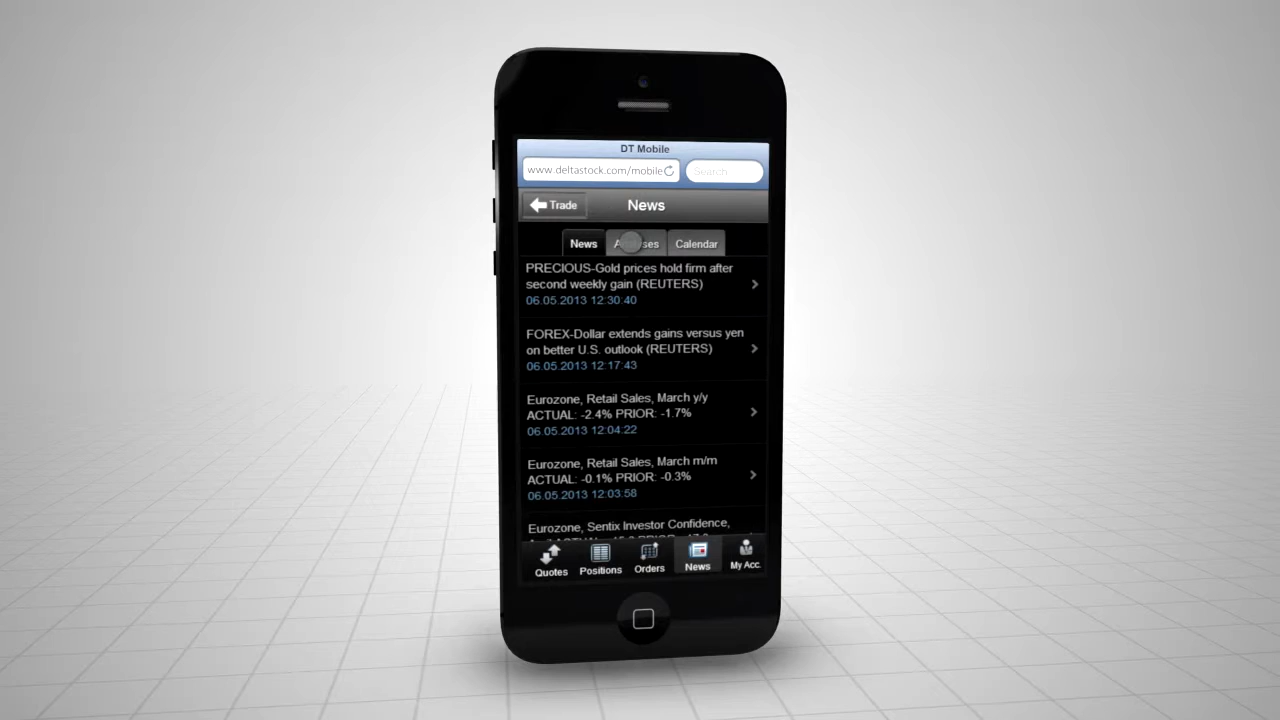 DT Mobile
www.deltastock.com/mobile Search
Trade News
News Calendar
PRECIOUS-Gold prices hold firm after
second weekly gain (REUTERS)
06.05.2013 12:30:40
FOREX-Dollar extends gains versus yen
on better U.S. outlook (REUTERS)
06.05.2013 12:17:43
Eurozone, Retail Sales, March y/y
ACTUAL: -2.4% PRIOR: -1.7%
06.05.2013 12:04:22
Eurozone, Retail Sales, March m/m
ACTUAL: -0.1% PRIOR: -0.3%
06.05.2013 12:03:58
Eurozone, Sentix Investor Confidence,
Quotes Positions Orders News My Acc.